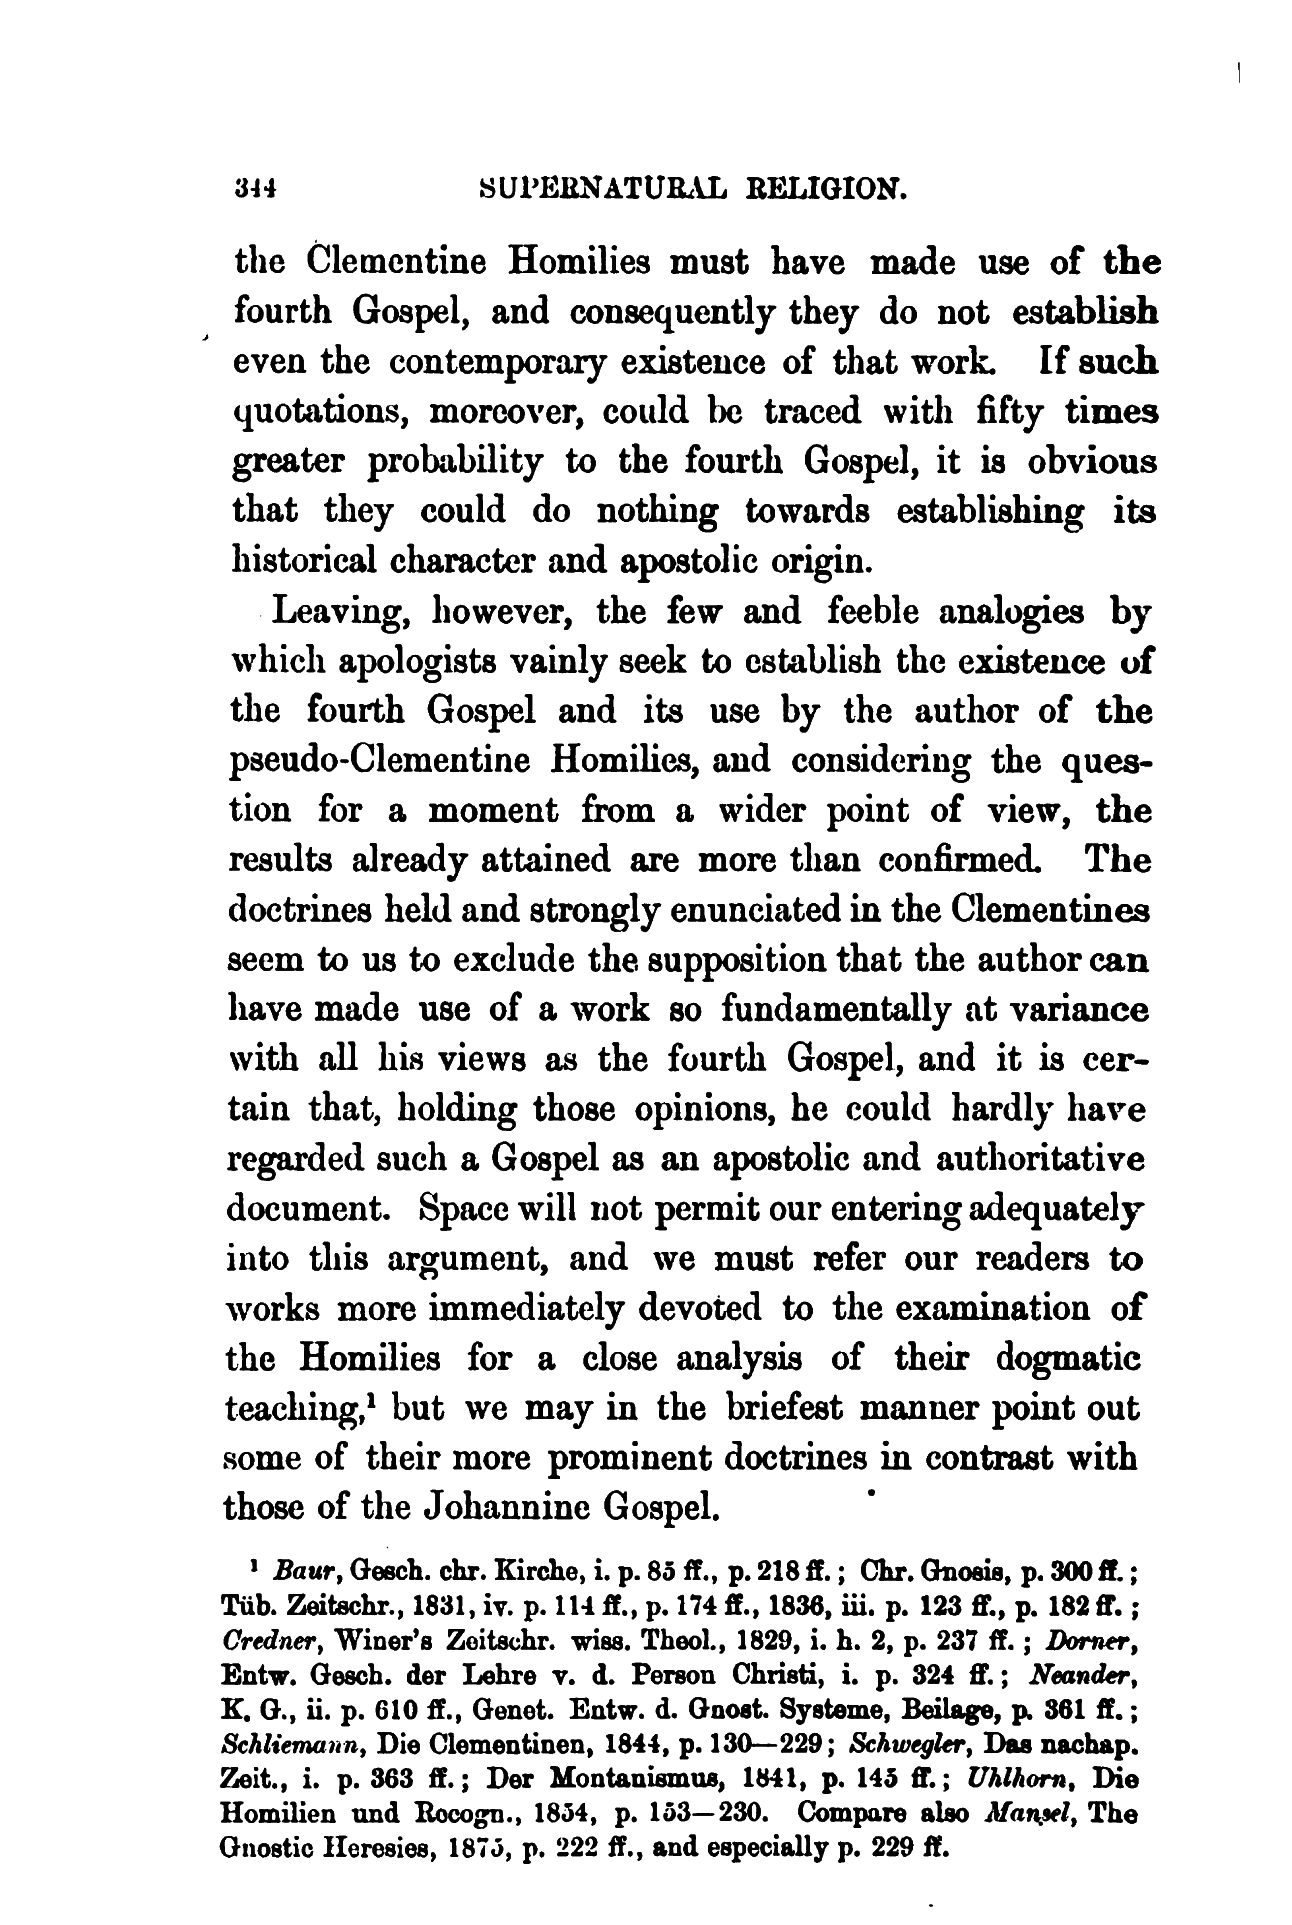 344 SUPERNATURAL RELIGION.
the Clementine Homilies must have made use of the
fourth Gospel, and consequently they do not establish
even the contemporary existence of that work. If such
quotations, moreover, could be traced with fifty times
greater probability to the fourth Gospel, it is obvious
that they could do nothing towards establishing its
historical character and apostolic origin.
Leaving, however, the few and feeble analogies by
which apologists vainly seek to establish the existence of
the fourth Gospel and its use by the author of the
pseudo-Clementine Homilies, and considering the ques-
tion for a moment from a wider point of view, the
results already attained are more than confirmed. The
doctrines held and strongly enunciated in the Clementines
seem to us to exclude the supposition that the author can
have made use of a work so fundamentally at variance
with all his views as the fourth Gospel, and it is cer-
tain that, holding those opinions, he could hardly have
regarded such a Gospel as an apostolic and authoritative
document. Space will not permit our entering adequately
into this argument, and we must refer our readers to
works more immediately devoted to the examination of
the Homilies for a close analysis of their dogmatic
teaching,¹ but we may in the briefest manner point out
some of their more prominent doctrines in contrast with
those of the Johannine Gospel.
¹ Baur, Gesch. chr. Kirche, i. p. 85 ff., p. 218 ff.; Chr. Gnosis, p. 300 ff.;
Tüb. Zeitschr., 1831, iv. p. 114 ff., p. 174 ff., 1836, iii. p. 123 ff., p. 182 ff.;
Credner, Winer's Zeitschr. wiss. Theol., 1829, i. h. 2, p. 237 ff.; Dorner,
Entw. Gesch. der Lehre v. d. Person Christi, i. p. 324 ff.; Neander,
K. G., ii. p. 610 ff., Genet. Entw. d. Gnost. Systeme, Beilage, p. 361 ff.;
Schliemann, Die Clementinen, 1844, p. 130—229; Schwegler, Das nachap.
Zeit., i. p. 363 ff.; Der Montanismus, 1841, p. 145 ff.; Uhlhorn, Die
Homilien und Recogn., 1854, p. 153—230. Compare also Mansel, The
Gnostic Heresies, 1875, p. 222 ff., and especially p. 229 ff.